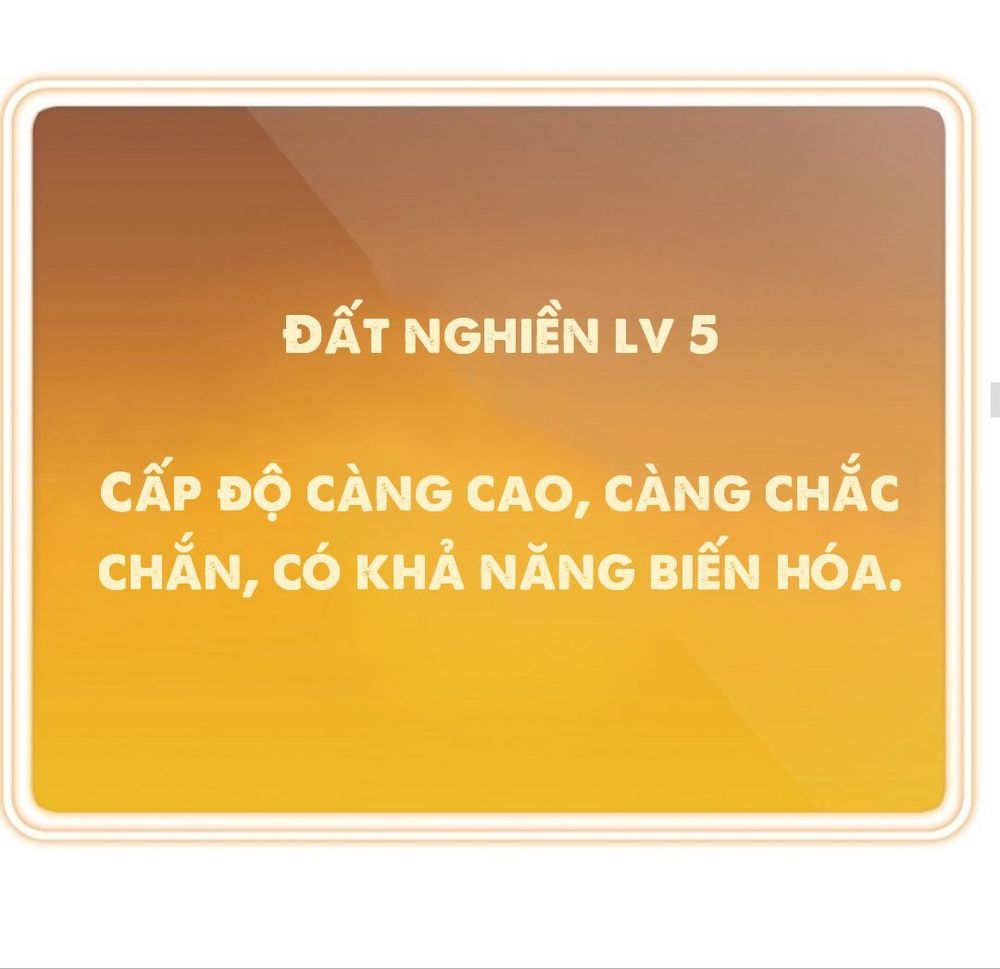 ĐẤT NGHIỀN LV 5
CẤP ĐỘ CÀNG CAO, CÀNG CHẮC
CHẮN, CÓ KHẢ NĂNG BIẾN HÓA.